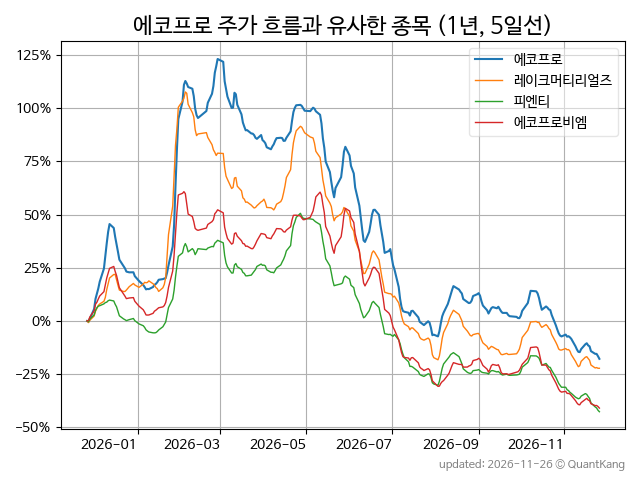 에코프로 주가 흐름과 유사한 종목 (1년, 5일선)
에코프로
레이크머티리얼즈
피엔티
에코프로비엠
125%
100%
75%
50%
25%
0%
−25%
−50%
2026-01
2026-03
2026-05
2026-07
2026-09
2026-11
updated: 2026-11-26 © QuantKang